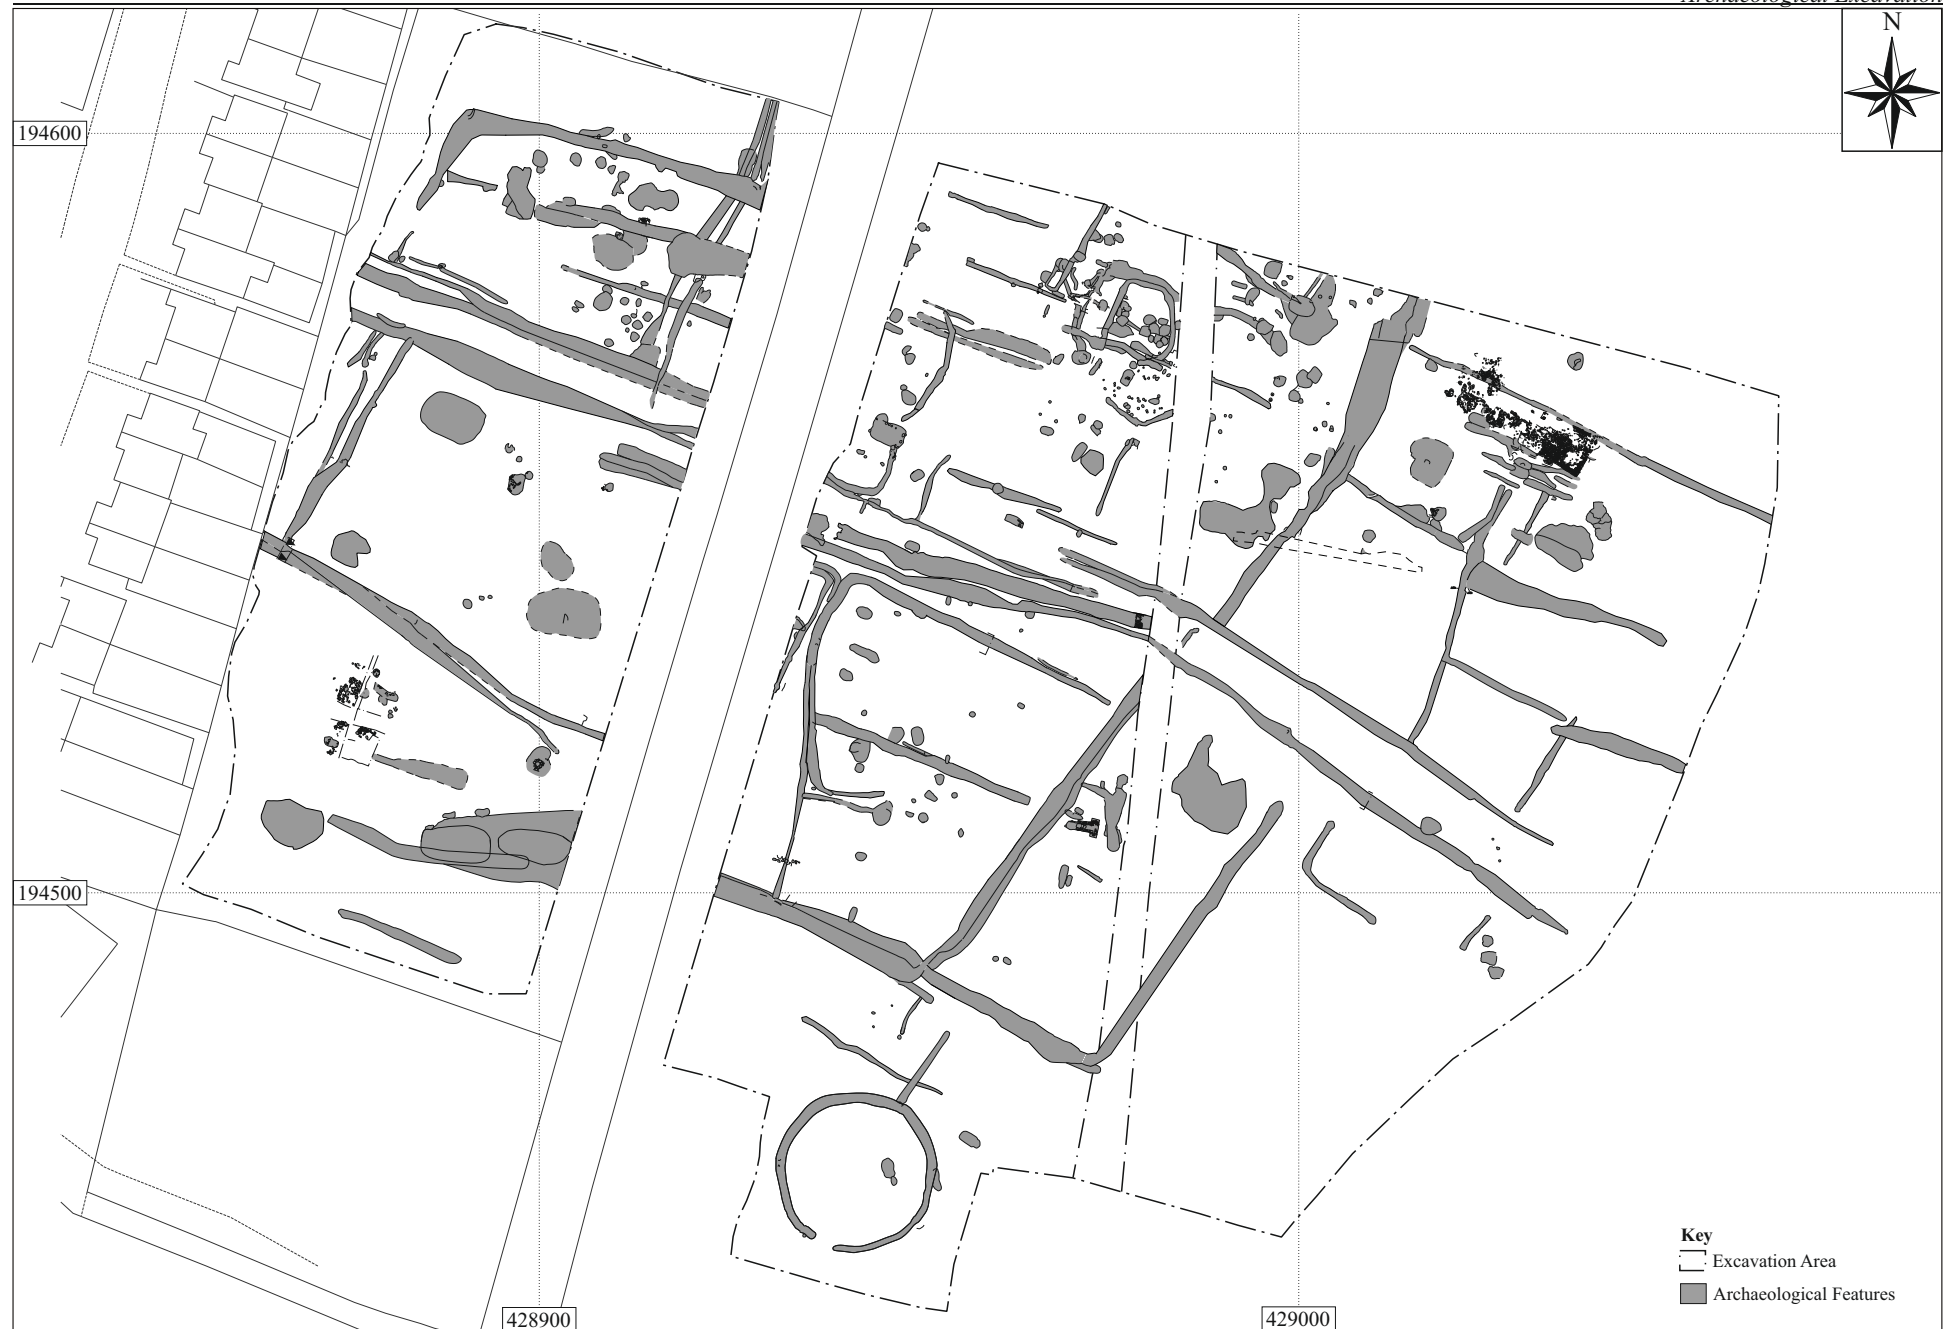 Archaeological Excavation
N
194600
194500
Key
Excavation Area
Archaeological Features
428900
429000